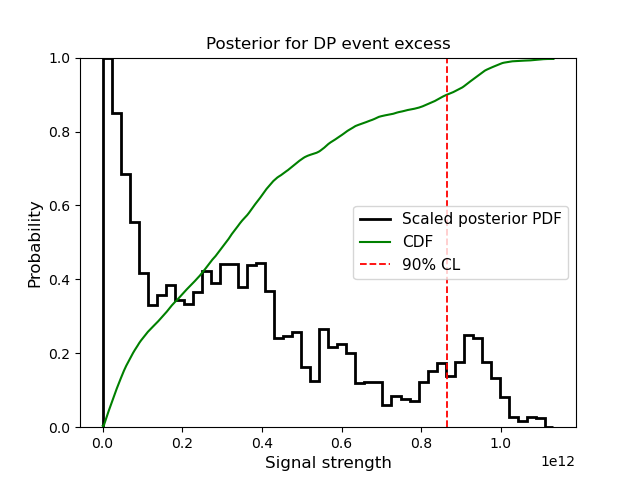 Posterior for DP event excess
Probability
1.0
0.8
0.6
0.4
0.2
0.0
Scaled posterior PDF
CDF
90% CL
0.0 0.2 0.4 0.6 0.8 1.0
1e12
Signal strength